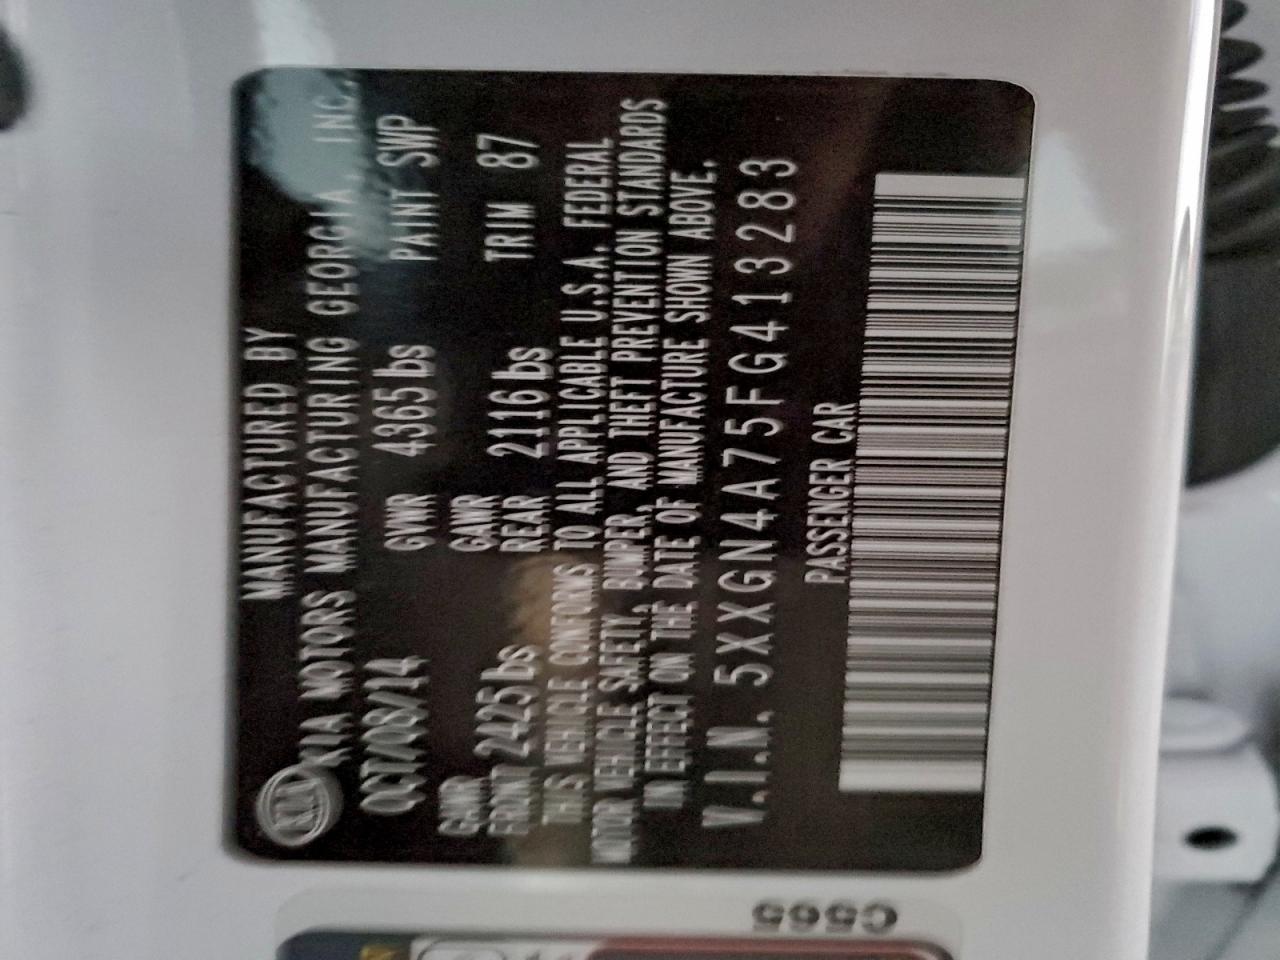 MANUFACTURED BY
KIA MOTORS MANUFACTURING GEORGIA, INC.
07/08/14 GVWR 4365 lbs PAINT SWP
GAWR GAWR
FRONT 2425 lbs REAR 2116 lbs TRIM 87
THIS VEHICLE CONFORMS TO ALL APPLICABLE U.S.A. FEDERAL
MOTOR VEHICLE SAFETY, BUMPER, AND THEFT PREVENTION STANDARDS
IN EFFECT ON THE DATE OF MANUFACTURE SHOWN ABOVE.
V.I.N. 5XXGN4A75FG413283
PASSENGER CAR
C565